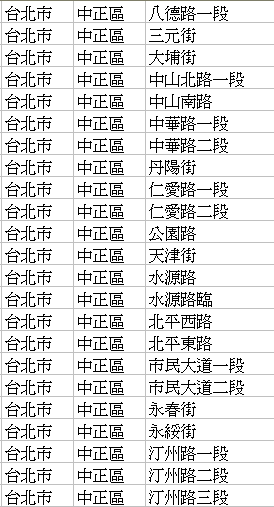 台北市 中正區 八德路一段
台北市 中正區 三元街
台北市 中正區 大埔街
台北市 中正區 中山北路一段
台北市 中正區 中山南路
台北市 中正區 中華路一段
台北市 中正區 中華路二段
台北市 中正區 丹陽街
台北市 中正區 仁愛路一段
台北市 中正區 仁愛路二段
台北市 中正區 公園路
台北市 中正區 天津街
台北市 中正區 水源路
台北市 中正區 水源路臨
台北市 中正區 北平西路
台北市 中正區 北平東路
台北市 中正區 市民大道一段
台北市 中正區 市民大道二段
台北市 中正區 永春街
台北市 中正區 永綏街
台北市 中正區 汀州路一段
台北市 中正區 汀州路二段
台北市 中正區 汀州路三段